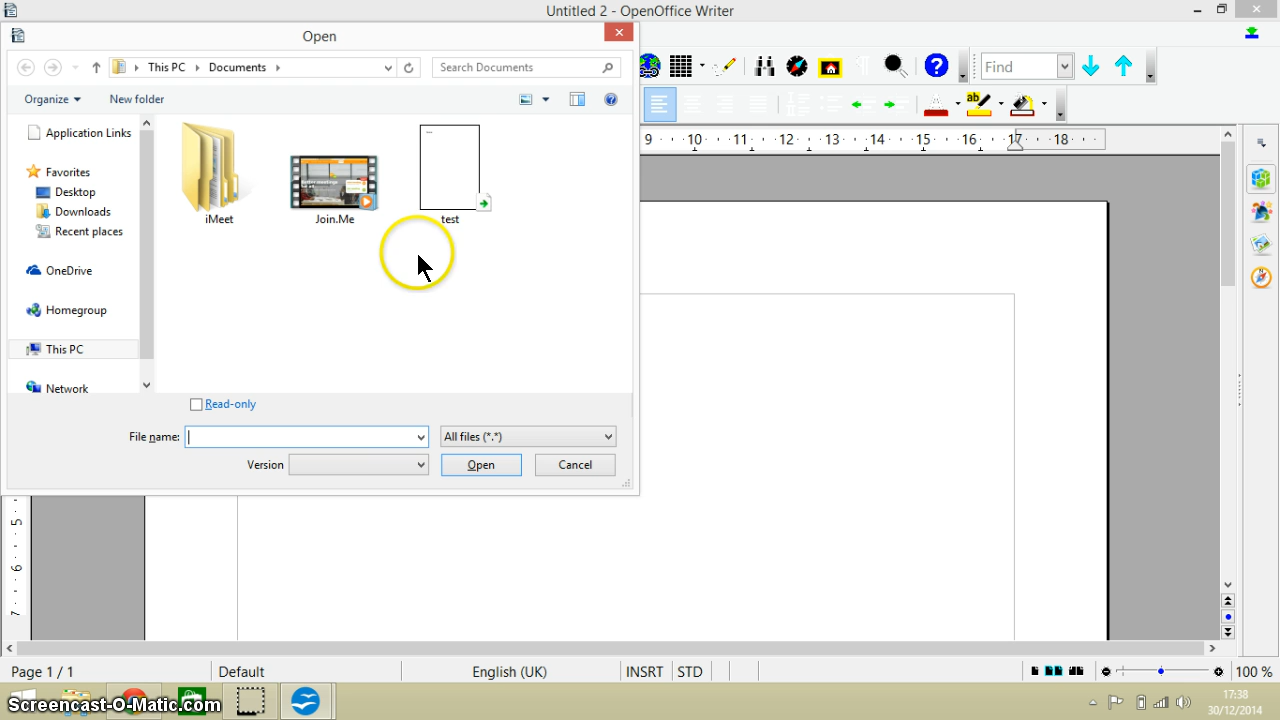 Untitled 2 - OpenOffice Writer
Open
This PC Documents
Search Documents
Organize
New folder
Find
Application Links
Favorites
Desktop
Downloads
Recent places
OneDrive
Homegroup
This PC
Network
iMeet
Join.Me
test
9 10 11 12 13 14 15 16 17 18
Read-only
File name:
All files (*.*)
Version
Open
Cancel
5
6
7
Page 1 / 1
Default
English (UK)
INSRT
STD
100 %
Screencast-O-Matic.com
17:38
30/12/2014